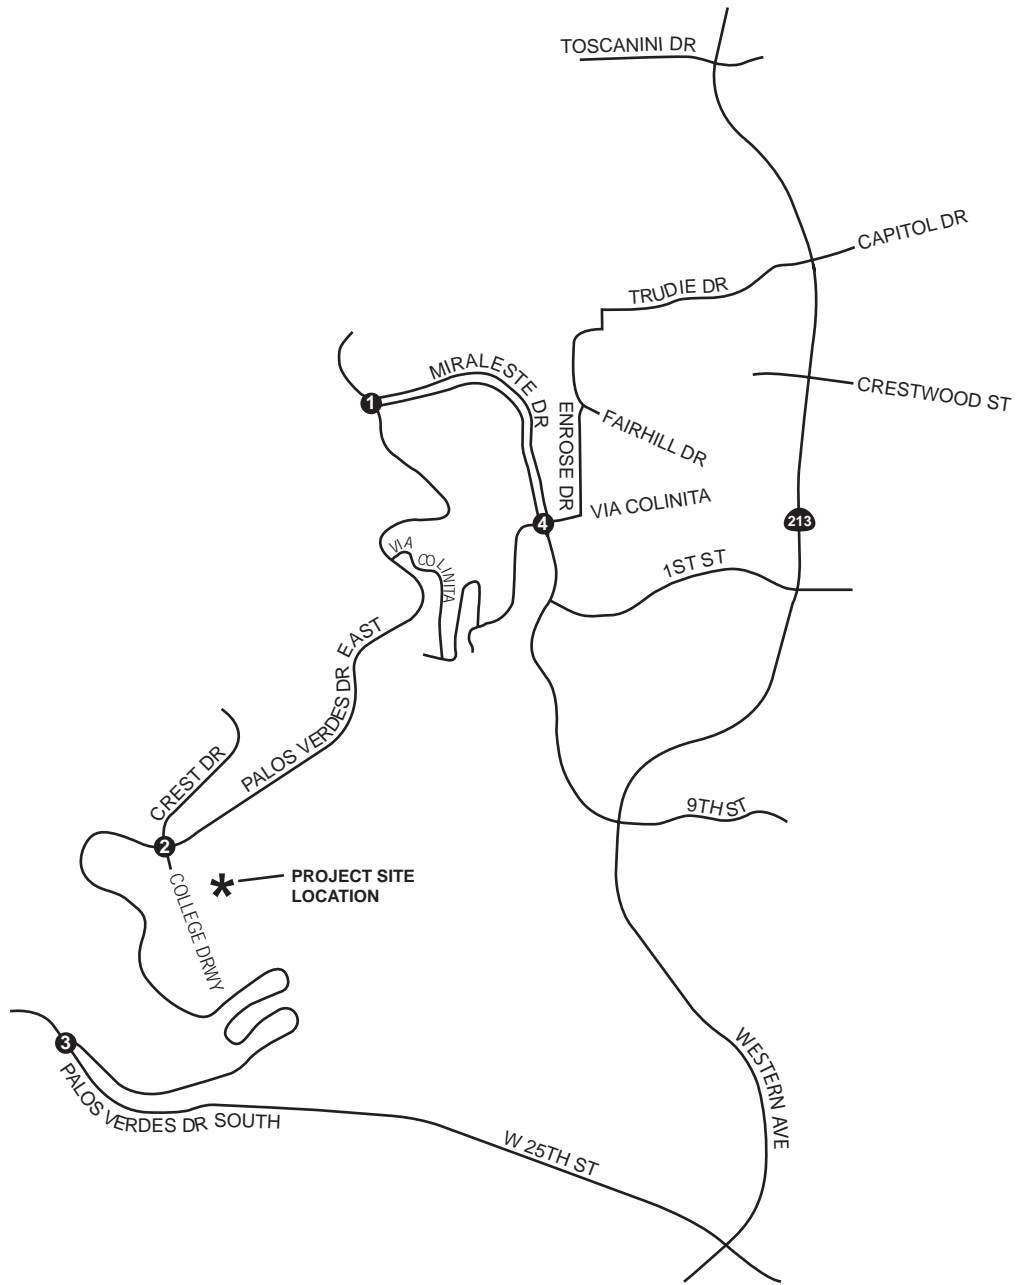 TOSCANINI DR
CAPITOL DR
TRUDIE DR
MIRALESTE DR
CRESTWOOD ST
1
ENROSE DR
FAIRHILL DR
VIA COLINITA
4
213
VIA COLINITA
1ST ST
PALOS VERDES DR EAST
CREST DR
9TH ST
2
PROJECT SITE
LOCATION
COLLEGE DRWY
3
PALOS VERDES DR SOUTH
WESTERN AVE
W 25TH ST